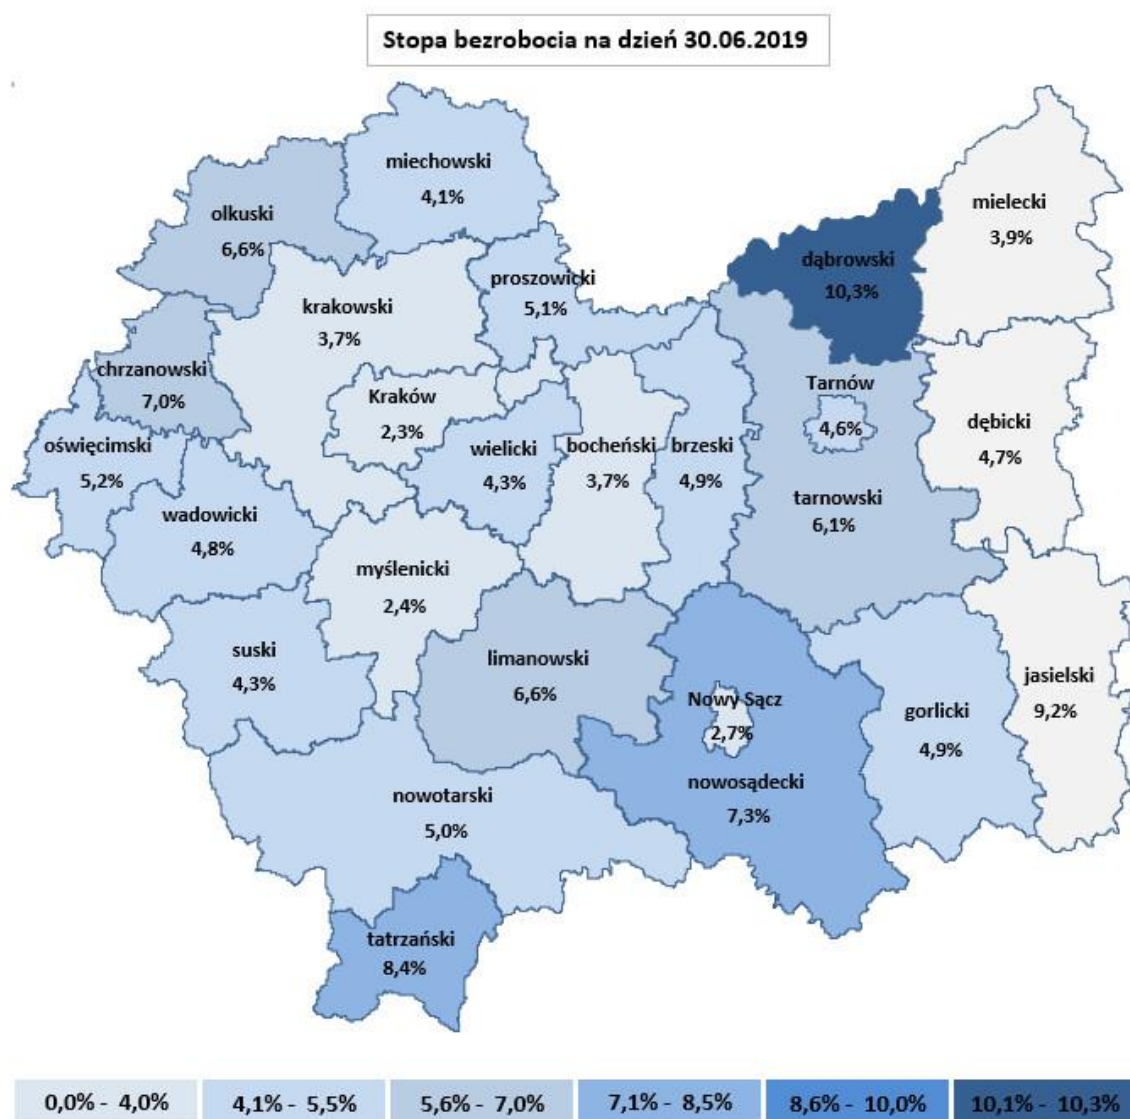 Stopa bezrobocia na dzień 30.06.2019
miechowski
4,1%
olkuski
6,6%
mielecki
3,9%
dąbrowski
10,3%
proszowicki
5,1%
krakowski
3,7%
chrzanowski
7,0%
Kraków
2,3%
Tarnów
4,6%
dębicki
4,7%
oświęcimski
5,2%
wielicki
4,3%
bocheński
3,7%
brzeski
4,9%
tarnowski
6,1%
wadowicki
4,8%
myślenicki
2,4%
suski
4,3%
limanowski
6,6%
jasielski
9,2%
Nowy Sącz
2,7%
gorlicki
4,9%
nowosądecki
7,3%
nowotarski
5,0%
tatrzański
8,4%
0,0% - 4,0% 4,1% - 5,5% 5,6% - 7,0% 7,1% - 8,5% 8,6% - 10,0% 10,1% - 10,3%